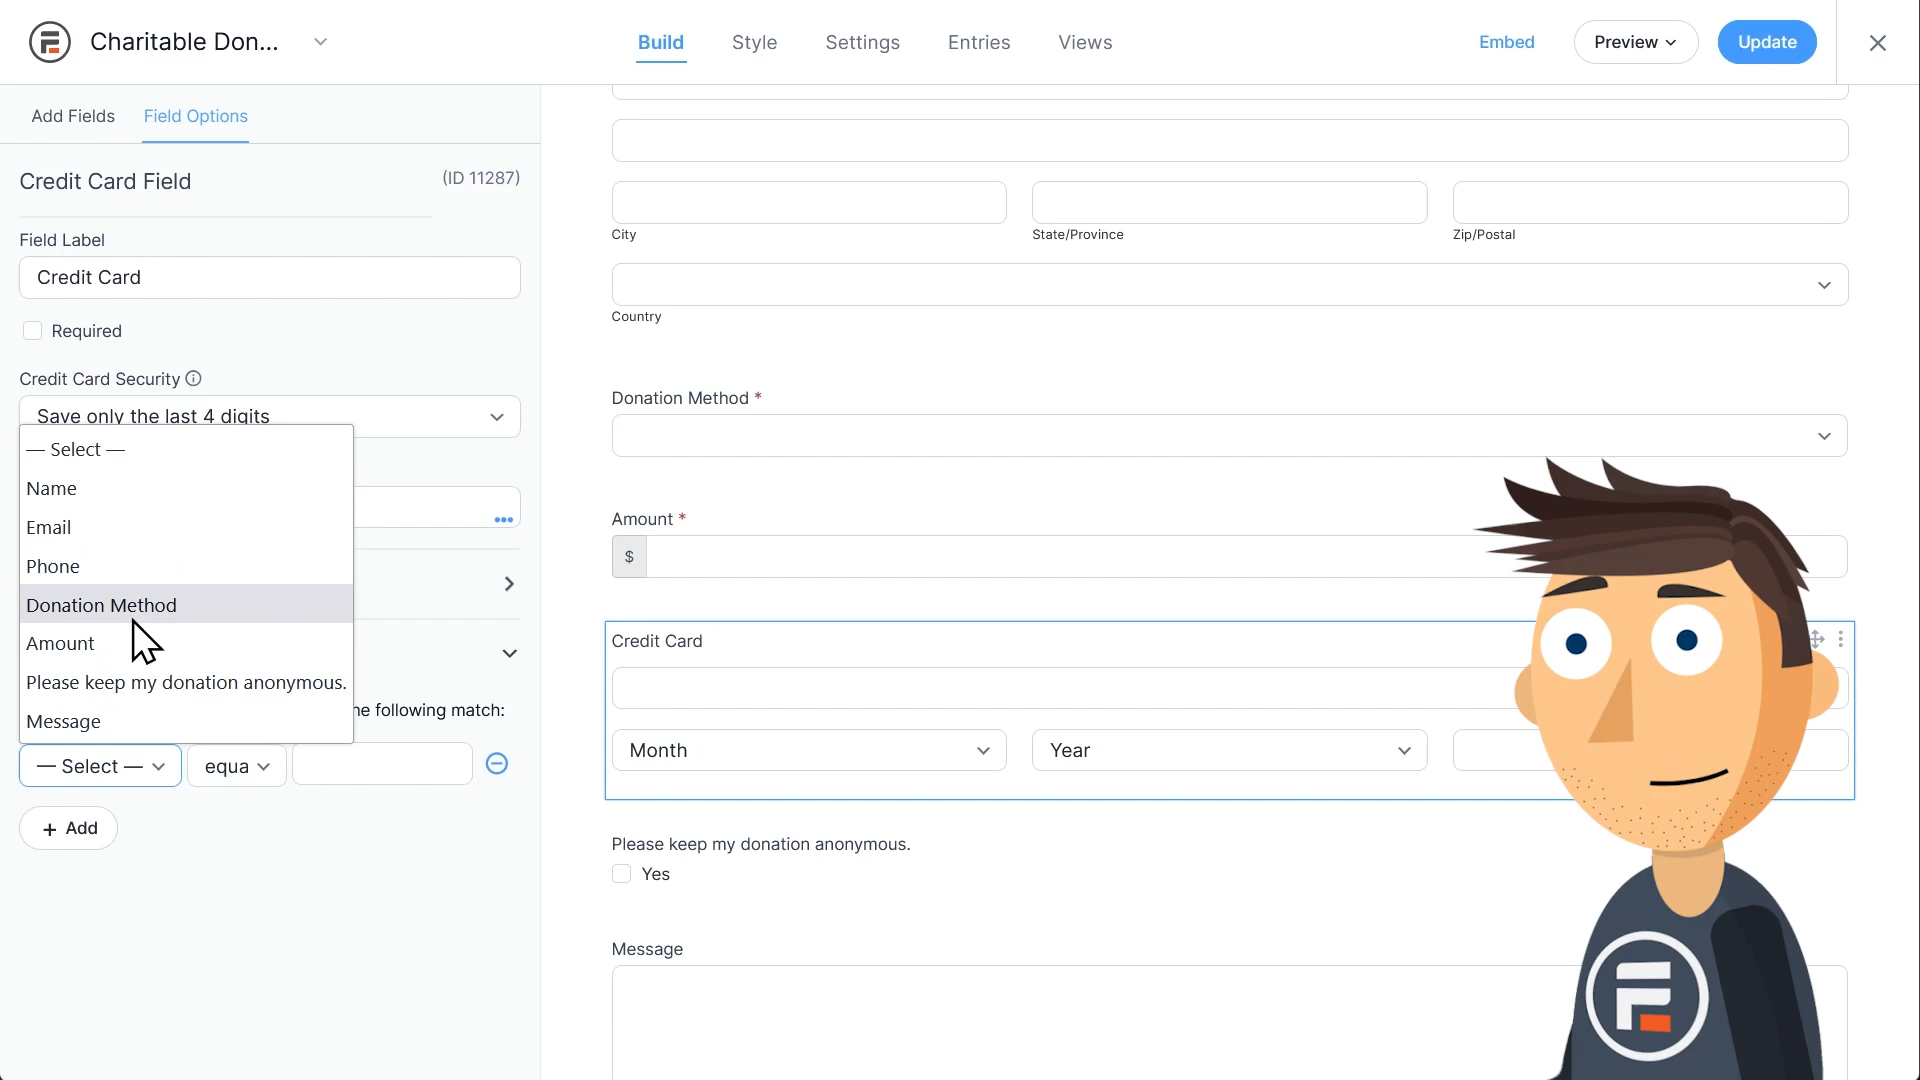 Charitable Don...
Build Style Settings Entries Views
Embed Preview Update
Add Fields Field Options
Credit Card Field (ID 11287)
Field Label
Credit Card
Required
Credit Card Security
Save only the last 4 digits
— Select —
Name
Email
Phone
Donation Method
Amount
Please keep my donation anonymous.
Message
he following match:
— Select — equa
+ Add
City State/Province Zip/Postal
Country
Donation Method *
Amount *
$
Credit Card
Month Year
Please keep my donation anonymous.
Yes
Message